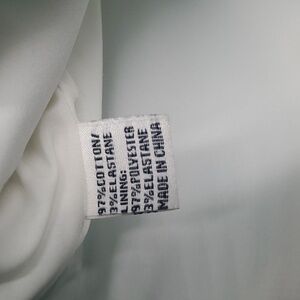 97%COTTON/
3%ELASTANE
LINING:
97%POLYESTER
3%ELASTANE
MADE IN CHINA